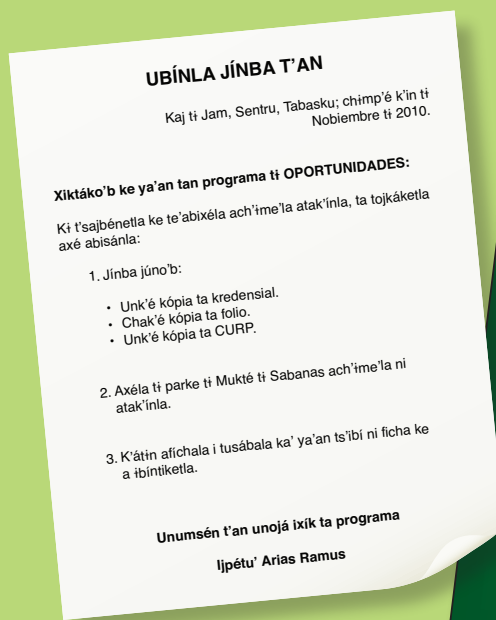 UBÍNLA JÍNBA T'AN
Kaj tɨ Jam, Sentru, Tabasku; chɨmp'é k'in tɨ
Nobiembre tɨ 2010.
Xiktáko'b ke ya'an tan programa tɨ OPORTUNIDADES:
Kɨ t'sajbénetla ke te'abixéla ach'ɨme'la atak'ínla, ta tojkáketla
axé abisánla:
1. Jínba júno'b:
• Unk'é kópia ta kredensial.
• Chak'é kópia ta folio.
• Unk'é kópia ta CURP.
2. Axéla tɨ parke tɨ Mukté tɨ Sabanas ach'ɨme'la ni
atak'ínla.
3. K'átɨn afíchala i tusábala ka' ya'an ts'ibí ni ficha ke
a ɨbíntiketla.
Unumsén t'an unojá ixík ta programa
Ijpétu' Arias Ramus